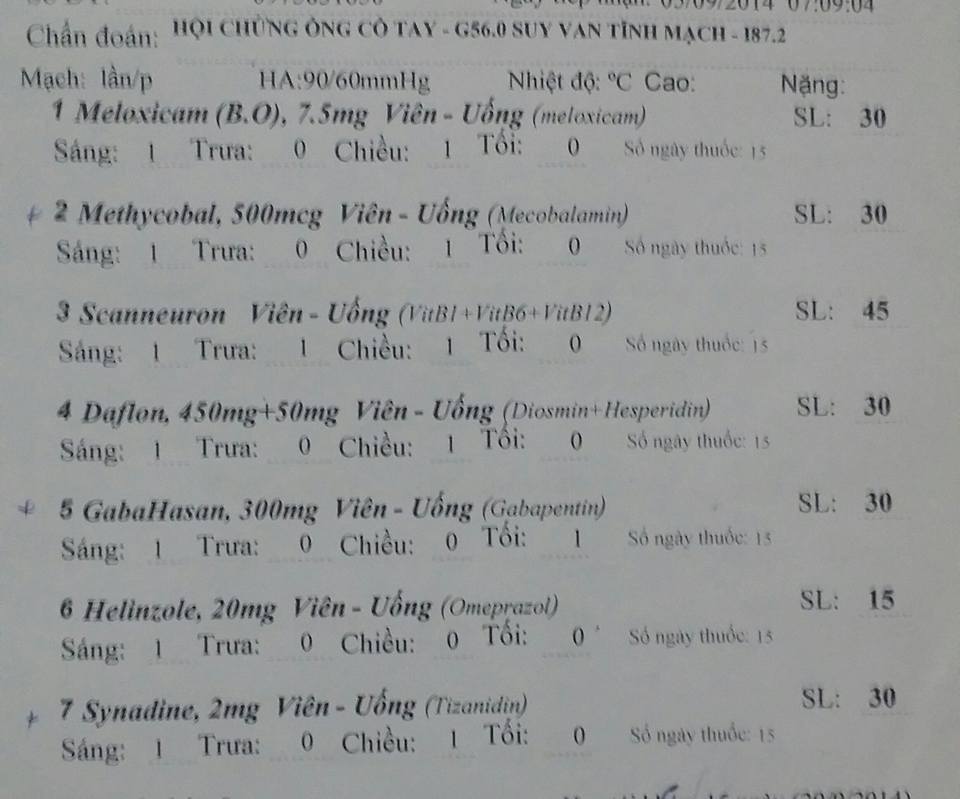 05/09/2014 07:09:04
Chẩn đoán: HỘI CHỨNG ỐNG CỔ TAY - G56.0 SUY VAN TĨNH MẠCH - I87.2
Mạch: lần/p HA:90/60mmHg Nhiệt độ: ºC Cao: Nặng:
1 Meloxicam (B.O), 7.5mg Viên - Uống (meloxicam) SL: 30
Sáng: 1 Trưa: 0 Chiều: 1 Tối: 0 Số ngày thuốc: 15
2 Methycobal, 500mcg Viên - Uống (Mecobalamin) SL: 30
Sáng: 1 Trưa: 0 Chiều: 1 Tối: 0 Số ngày thuốc: 15
3 Scanneuron Viên - Uống (VitB1+VitB6+VitB12) SL: 45
Sáng: 1 Trưa: 1 Chiều: 1 Tối: 0 Số ngày thuốc: 15
4 Daflon, 450mg+50mg Viên - Uống (Diosmin+Hesperidin) SL: 30
Sáng: 1 Trưa: 0 Chiều: 1 Tối: 0 Số ngày thuốc: 15
5 GabaHasan, 300mg Viên - Uống (Gabapentin) SL: 30
Sáng: 1 Trưa: 0 Chiều: 0 Tối: 1 Số ngày thuốc: 15
6 Helinzole, 20mg Viên - Uống (Omeprazol) SL: 15
Sáng: 1 Trưa: 0 Chiều: 0 Tối: 0 Số ngày thuốc: 15
7 Synadine, 2mg Viên - Uống (Tizanidin) SL: 30
Sáng: 1 Trưa: 0 Chiều: 1 Tối: 0 Số ngày thuốc: 15